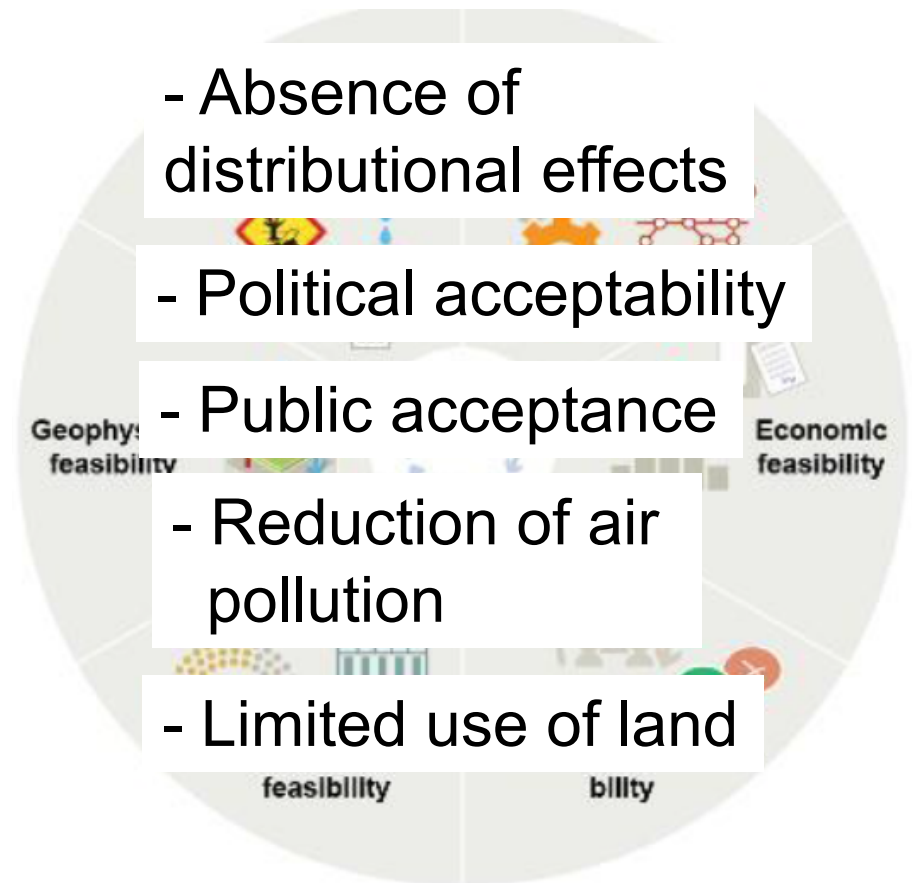 - Absence of
distributional effects
- Political acceptability
- Public acceptance
Geophys
feasibility
Economic
feasibility
- Reduction of air
pollution
- Limited use of land
feasibility
bility